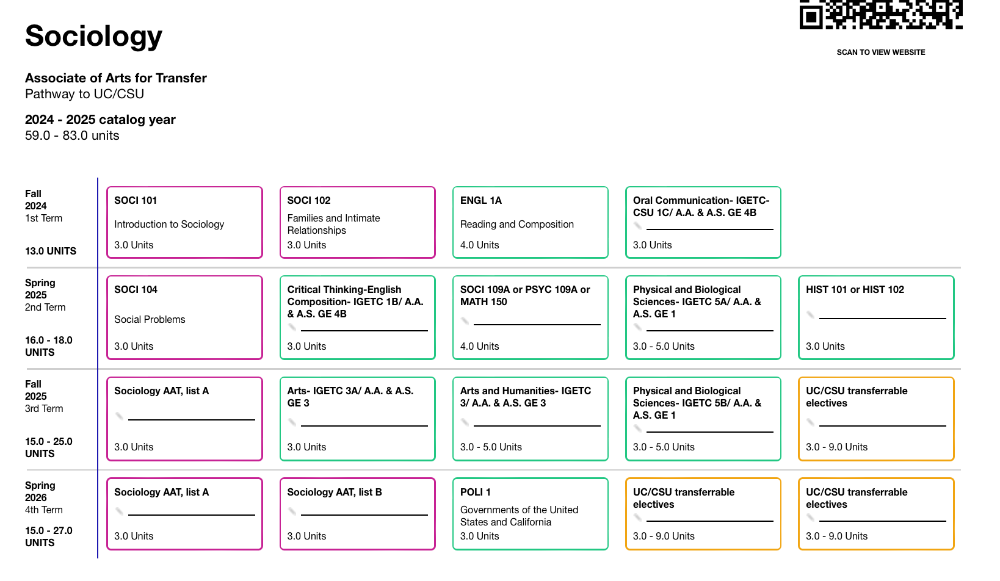 Sociology
SCAN TO VIEW WEBSITE
Associate of Arts for Transfer
Pathway to UC/CSU
2024 - 2025 catalog year
59.0 - 83.0 units
Fall
2024
1st Term
13.0 UNITS
SOCI 101
Introduction to Sociology
3.0 Units
SOCI 102
Families and Intimate
Relationships
3.0 Units
ENGL 1A
Reading and Composition
4.0 Units
Oral Communication- IGETC-
CSU 1C/ A.A. & A.S. GE 4B
3.0 Units
Spring
2025
2nd Term
16.0 - 18.0
UNITS
SOCI 104
Social Problems
3.0 Units
Critical Thinking-English
Composition- IGETC 1B/ A.A.
& A.S. GE 4B
3.0 Units
SOCI 109A or PSYC 109A or
MATH 150
4.0 Units
Physical and Biological
Sciences- IGETC 5A/ A.A. &
A.S. GE 1
3.0 - 5.0 Units
HIST 101 or HIST 102
3.0 Units
Fall
2025
3rd Term
15.0 - 25.0
UNITS
Sociology AAT, list A
3.0 Units
Arts- IGETC 3A/ A.A. & A.S.
GE 3
3.0 Units
Arts and Humanities- IGETC
3/ A.A. & A.S. GE 3
3.0 - 5.0 Units
Physical and Biological
Sciences- IGETC 5B/ A.A. &
A.S. GE 1
3.0 - 5.0 Units
UC/CSU transferrable
electives
3.0 - 9.0 Units
Spring
2026
4th Term
15.0 - 27.0
UNITS
Sociology AAT, list A
3.0 Units
Sociology AAT, list B
3.0 Units
POLI 1
Governments of the United
States and California
3.0 Units
UC/CSU transferrable
electives
3.0 - 9.0 Units
UC/CSU transferrable
electives
3.0 - 9.0 Units